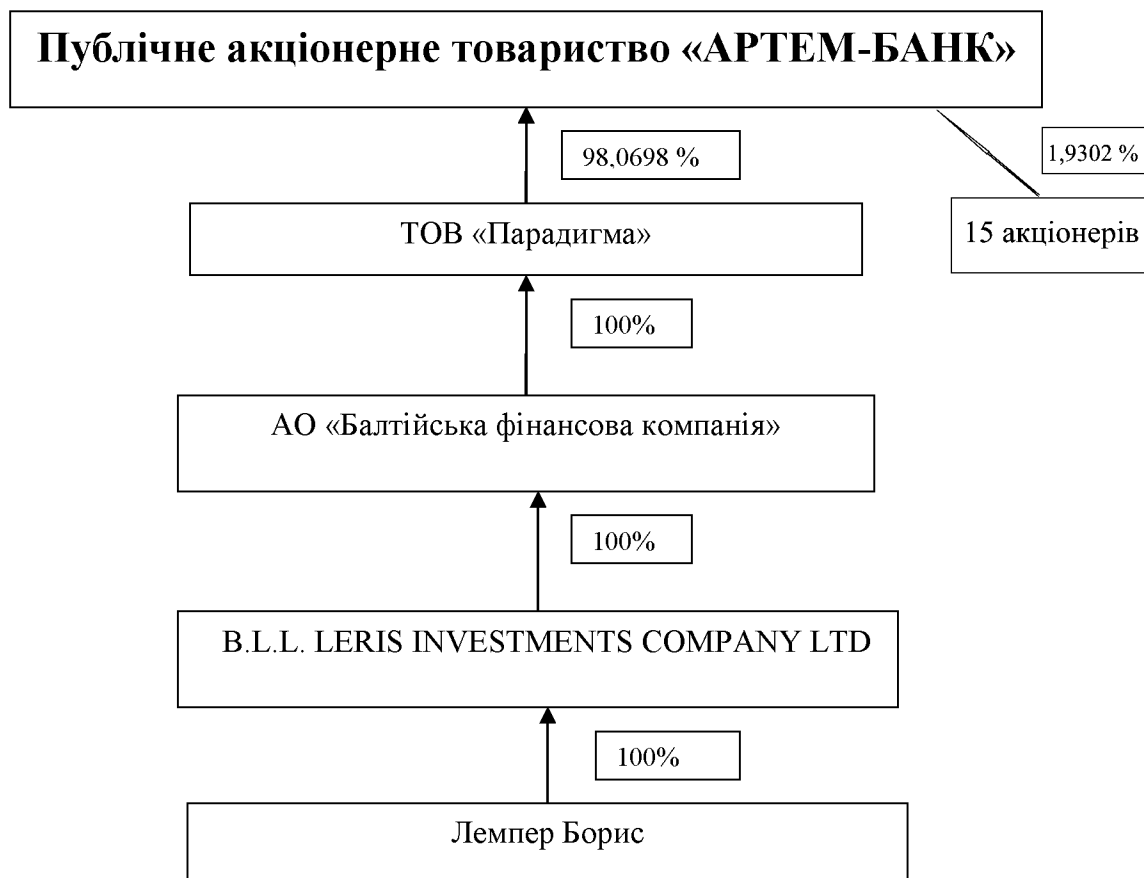 Публічне акціонерне товариство «АРТЕМ-БАНК»
98,0698 %
1,9302 %
ТОВ «Парадигма»
15 акціонерів
100%
АО «Балтійська фінансова компанія»
100%
B.L.L. LERIS INVESTMENTS COMPANY LTD
100%
Лемпер Борис